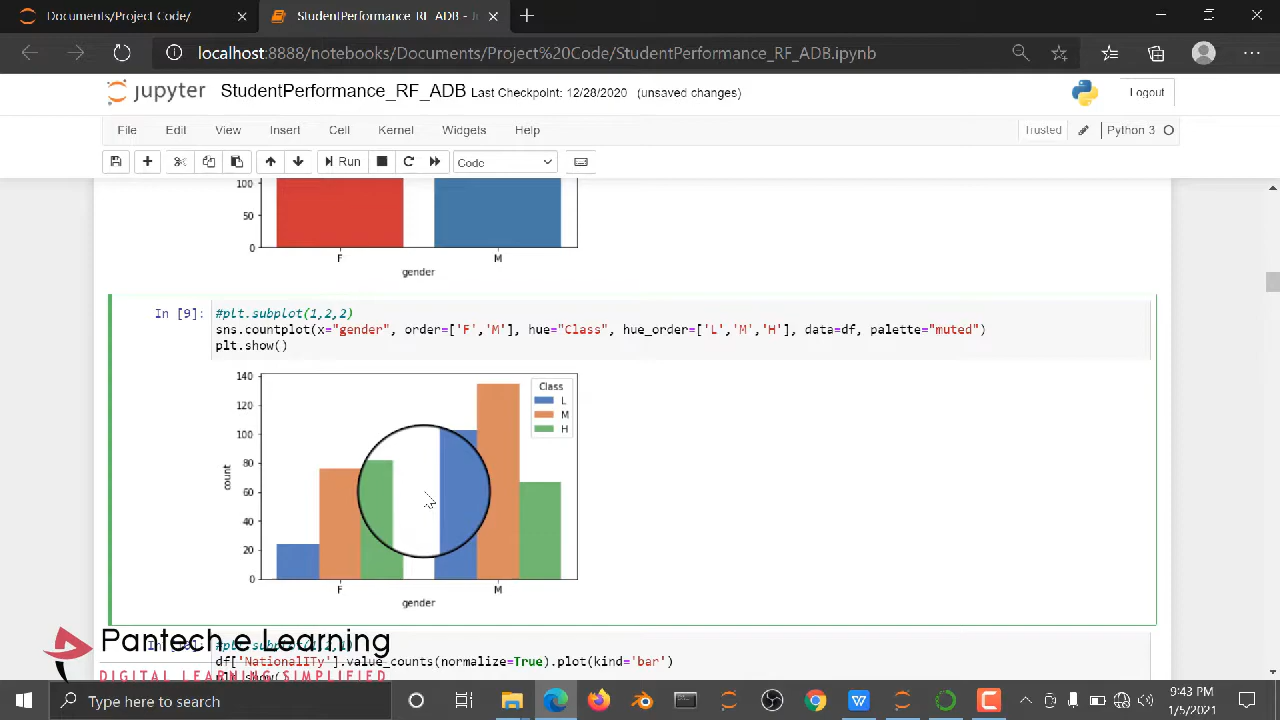 Documents/Project Code/
StudentPerformance_RF_ADB - J
localhost:8888/notebooks/Documents/Project%20Code/StudentPerformance_RF_ADB.ipynb
jupyter StudentPerformance_RF_ADB Last Checkpoint: 12/28/2020 (unsaved changes)
Logout
File Edit View Insert Cell Kernel Widgets Help
Trusted Python 3
Run Code
100
50
0
F M
gender
In [9]: #plt.subplot(1,2,2)
sns.countplot(x="gender", order=['F','M'], hue="Class", hue_order=['L','M','H'], data=df, palette="muted")
plt.show()
140
120
100
80
60
40
20
0
count
Class
L
M
H
F M
gender
Pantech e Learning
DIGITAL LEARNING SIMPLIFIED
df['NationalITy'].value_counts(normalize=True).plot(kind='bar')
Type here to search
9:43 PM
1/5/2021